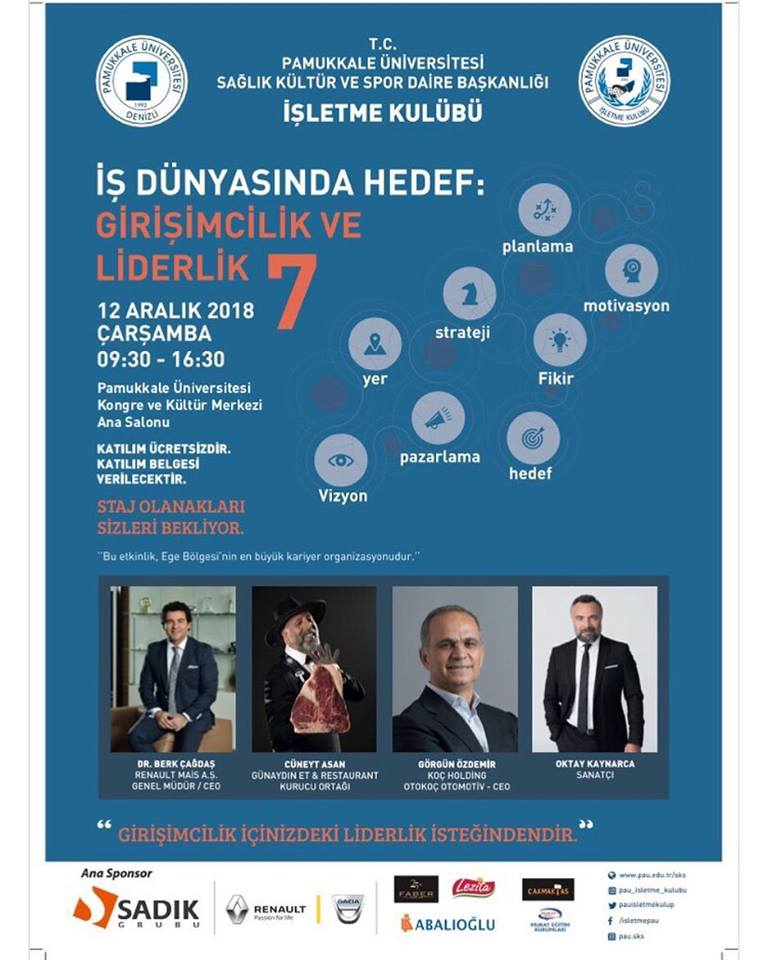 PAMUKKALE ÜNİVERSİTESİ
1992
DENİZLİ
T.C.
PAMUKKALE ÜNİVERSİTESİ
SAĞLIK KÜLTÜR VE SPOR DAİRE BAŞKANLIĞI
İŞLETME KULÜBÜ
PAMUKKALE ÜNİVERSİTESİ
İŞLETME KULÜBÜ
İŞ DÜNYASINDA HEDEF:
GİRİŞİMCİLİK VE
LİDERLİK 7
12 ARALIK 2018
ÇARŞAMBA
09:30 - 16:30
Pamukkale Üniversitesi
Kongre ve Kültür Merkezi
Ana Salonu
KATILIM ÜCRETSİZDİR.
KATILIM BELGESİ
VERİLECEKTİR.
STAJ OLANAKLARI
SİZLERİ BEKLİYOR.
planlama
motivasyon
strateji
yer
Fikir
pazarlama
hedef
Vizyon
''Bu etkinlik, Ege Bölgesi'nin en büyük kariyer organizasyonudur.''
DR. BERK ÇAĞDAŞ
RENAULT MAİS A.Ş.
GENEL MÜDÜR / CEO
CÜNEYT ASAN
GÜNAYDIN ET & RESTAURANT
KURUCU ORTAĞI
GÖRGÜN ÖZDEMİR
KOÇ HOLDİNG
OTOKOÇ OTOMOTİV - CEO
OKTAY KAYNARCA
SANATÇI
“ GİRİŞİMCİLİK İÇİNİZDEKİ LİDERLİK İSTEĞİNDENDİR.”
Ana Sponsor
SADIK
GRUBU
RENAULT
Passion for life
DACIA
FABER
Lezita
ÇAKMAKTAŞ
ABALIOĞLU
MURAT EĞİTİM
KURUMLARI
www.pau.edu.tr/sks
pau_isletme_kulubu
pauisletmekulup
/isletmepau
pau.sks